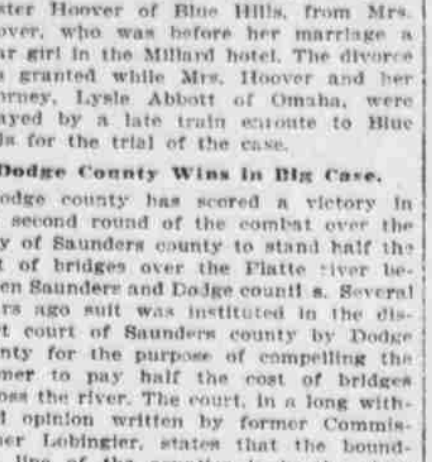 ster Hoover of Blue Hills, from Mrs.
over, who was before her marriage a
ar girl in the Millard hotel. The divorce
s granted while Mrs. Hoover and her
orney, Lysle Abbott of Omaha, were
ayed by a late train enroute to Blue
ls for the trial of the case.
Dodge County Wins in Big Case.
odge county has scored a victory in
second round of the combat over the
y of Saunders county to stand half the
t of bridges over the Platte river be-
en Saunders and Dodge counti s. Several
rs ago suit was instituted in the dis-
t court of Saunders county by Dodge
nty for the purpose of compelling the
mer to pay half the cost of bridges
oss the river. The court, in a long with-
l opinion written by former Commis-
ner Lobingier, states that the bound-
line of the